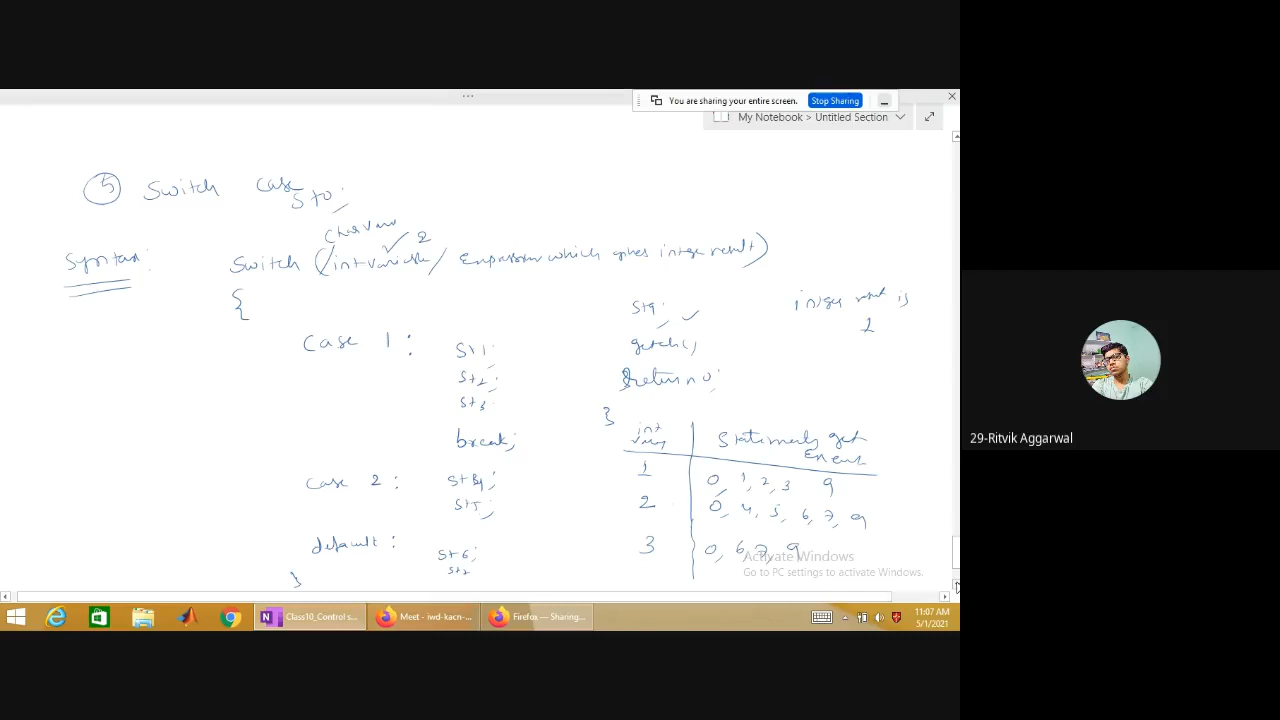 You are sharing your entire screen. Stop Sharing
My Notebook > Untitled Section
5 Switch case
st0;
Syntax:
char var
2
Switch (int variable / Expression which gives integer result)
{
case 1:
st1;
st2;
st3;
break;
case 2:
st5;
default:
st6;
st7
}
st9;
getch()
return 0;
}
integer result is
2
int
Statements get
1
0, 1, 2, 3 9
2
0, 4, 5, 6, 7, 9
3
0, 6, 7, 9
Activate Windows
Go to PC settings to activate Windows.
29-Ritvik Aggarwal
Class10_Control s...
Meet - iwd-kacn-...
Firefox — Sharing...
11:07 AM
5/1/2021